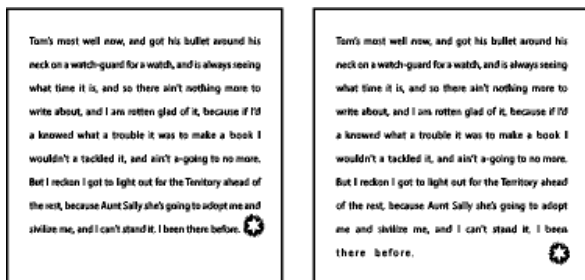 Tom's most well now, and got his bullet around his
neck on a watch-guard for a watch, and is always seeing
what time it is, and so there ain't nothing more to
write about, and I am rotten glad of it, because if I'd
a knowed what a trouble it was to make a book I
wouldn't a tackled it, and ain't a-going to no more.
But I reckon I got to light out for the Territory ahead of
the rest, because Aunt Sally she's going to adopt me and
sivilize me, and I can't stand it. I been there before.
Tom's most well now, and got his bullet around his
neck on a watch-guard for a watch, and is always seeing
what time it is, and so there ain't nothing more to
write about, and I am rotten glad of it, because if I'd
a knowed what a trouble it was to make a book I
wouldn't a tackled it, and ain't a-going to no more.
But I reckon I got to light out for the Territory ahead
of the rest, because Aunt Sally she's going to adopt
me and sivilize me, and I can't stand it. I been
there before.